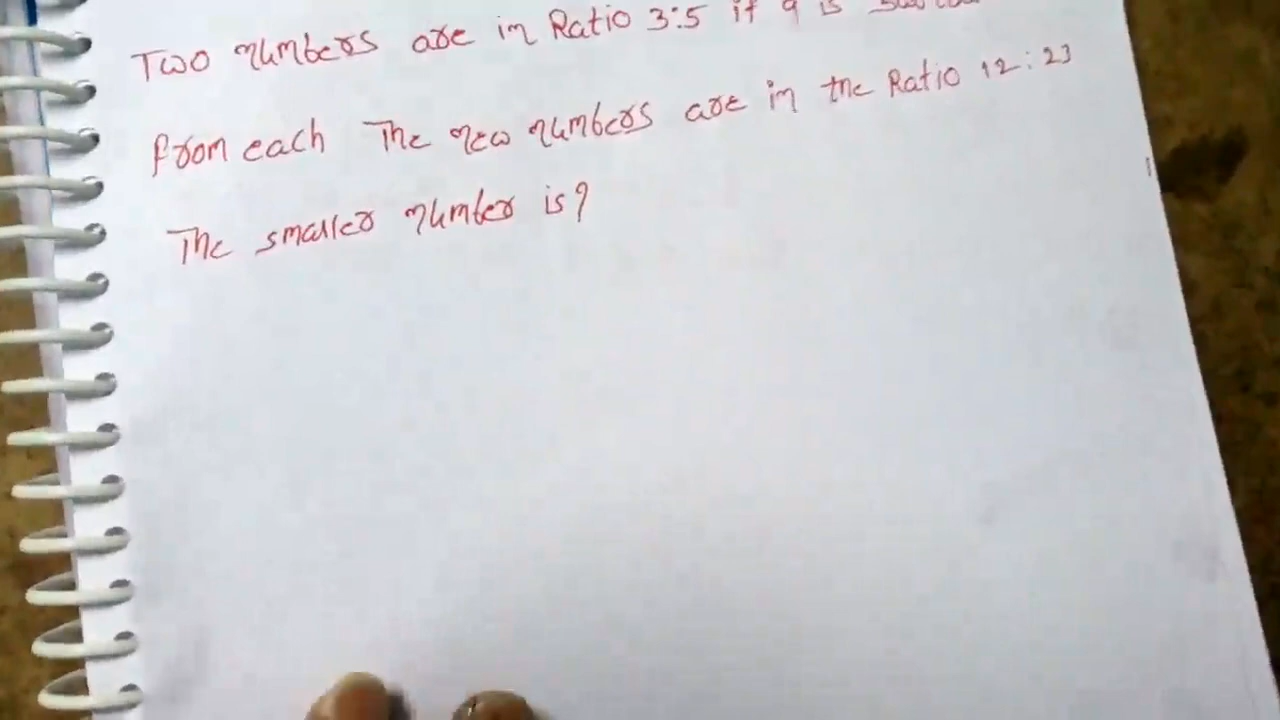 Two numbers are in Ratio 3:5 if 9 is
from each The new numbers are in the Ratio 12:23
The smaller number is?